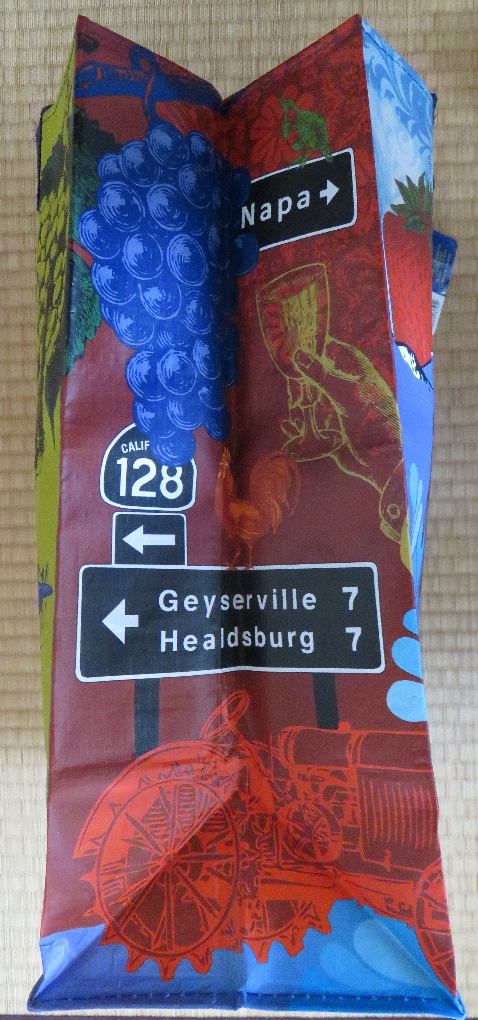 Napa
CALIF
128
Geyserville 7
Healdsburg 7